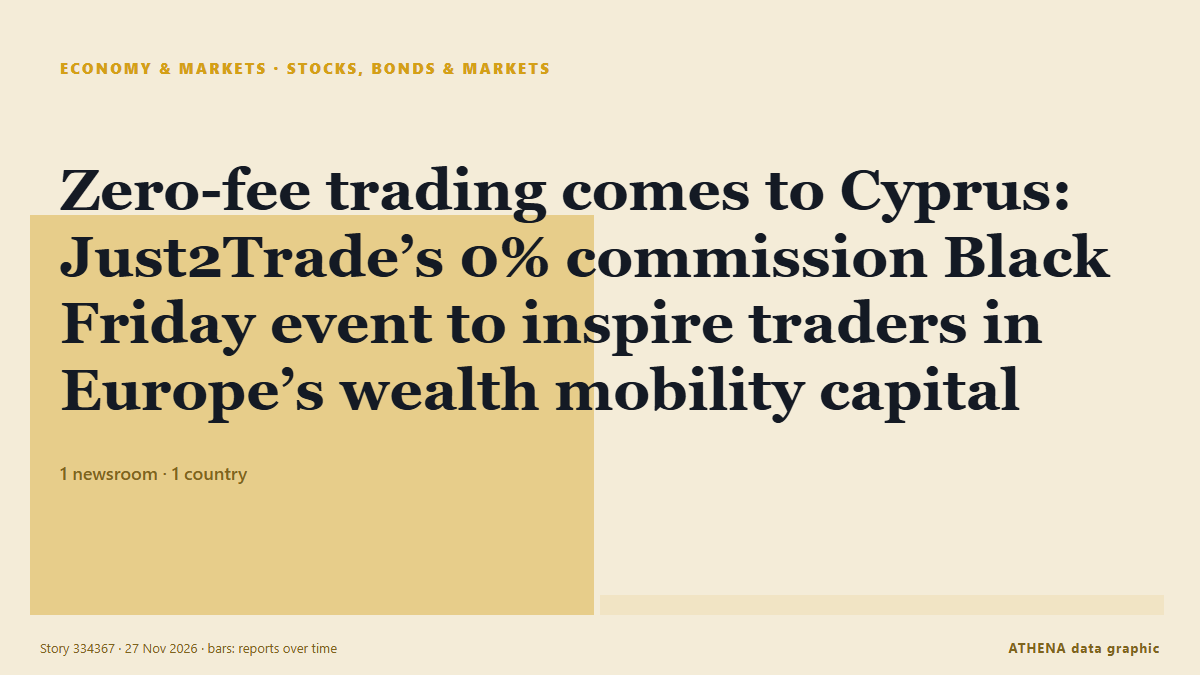 ECONOMY & MARKETS · STOCKS, BONDS & MARKETS
Zero-fee trading comes to Cyprus:
Just2Trade’s 0% commission Black
Friday event to inspire traders in
Europe’s wealth mobility capital
1 newsroom · 1 country
Story 334367 · 27 Nov 2026 · bars: reports over time
ATHENA data graphic